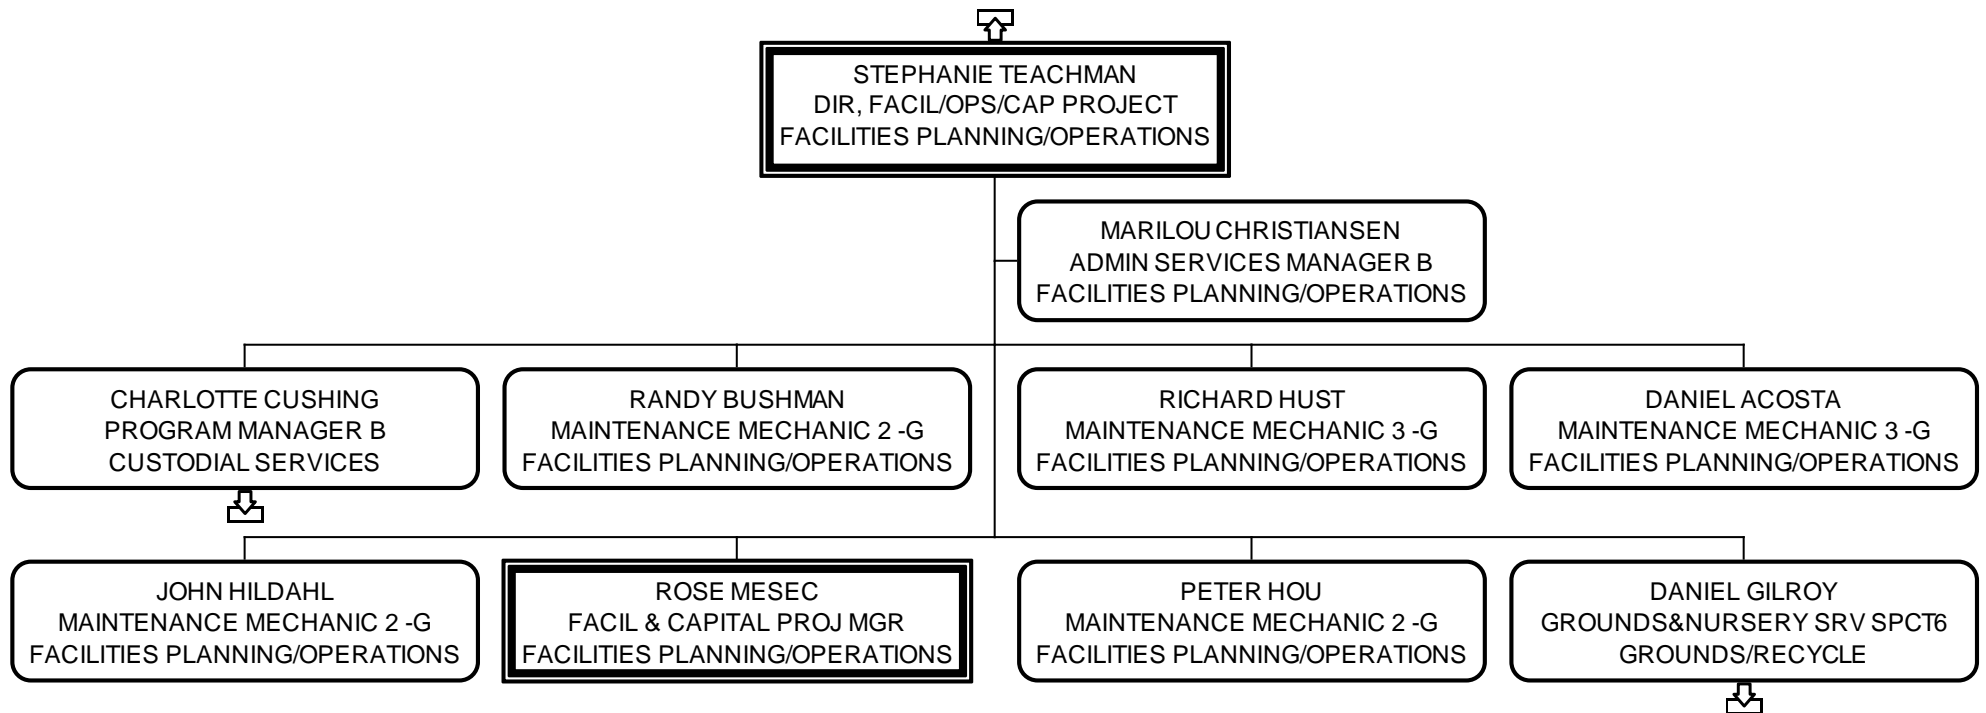 STEPHANIE TEACHMAN
DIR, FACIL/OPS/CAP PROJECT
FACILITIES PLANNING/OPERATIONS
MARILOU CHRISTIANSEN
ADMIN SERVICES MANAGER B
FACILITIES PLANNING/OPERATIONS
CHARLOTTE CUSHING
PROGRAM MANAGER B
CUSTODIAL SERVICES
RANDY BUSHMAN
MAINTENANCE MECHANIC 2 -G
FACILITIES PLANNING/OPERATIONS
RICHARD HUST
MAINTENANCE MECHANIC 3 -G
FACILITIES PLANNING/OPERATIONS
DANIEL ACOSTA
MAINTENANCE MECHANIC 3 -G
FACILITIES PLANNING/OPERATIONS
JOHN HILDAHL
MAINTENANCE MECHANIC 2 -G
FACILITIES PLANNING/OPERATIONS
ROSE MESEC
FACIL & CAPITAL PROJ MGR
FACILITIES PLANNING/OPERATIONS
PETER HOU
MAINTENANCE MECHANIC 2 -G
FACILITIES PLANNING/OPERATIONS
DANIEL GILROY
GROUNDS&NURSERY SRV SPCT6
GROUNDS/RECYCLE